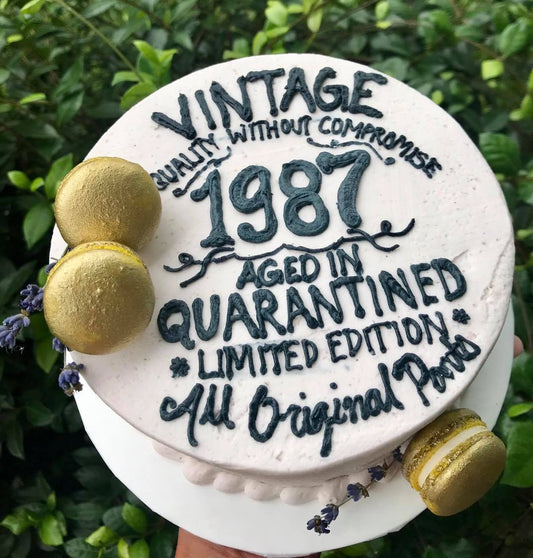 VINTAGE
QUALITY WITHOUT COMPROMISE
1987
AGED IN
QUARANTINED
*LIMITED EDITION*
All Original Parts